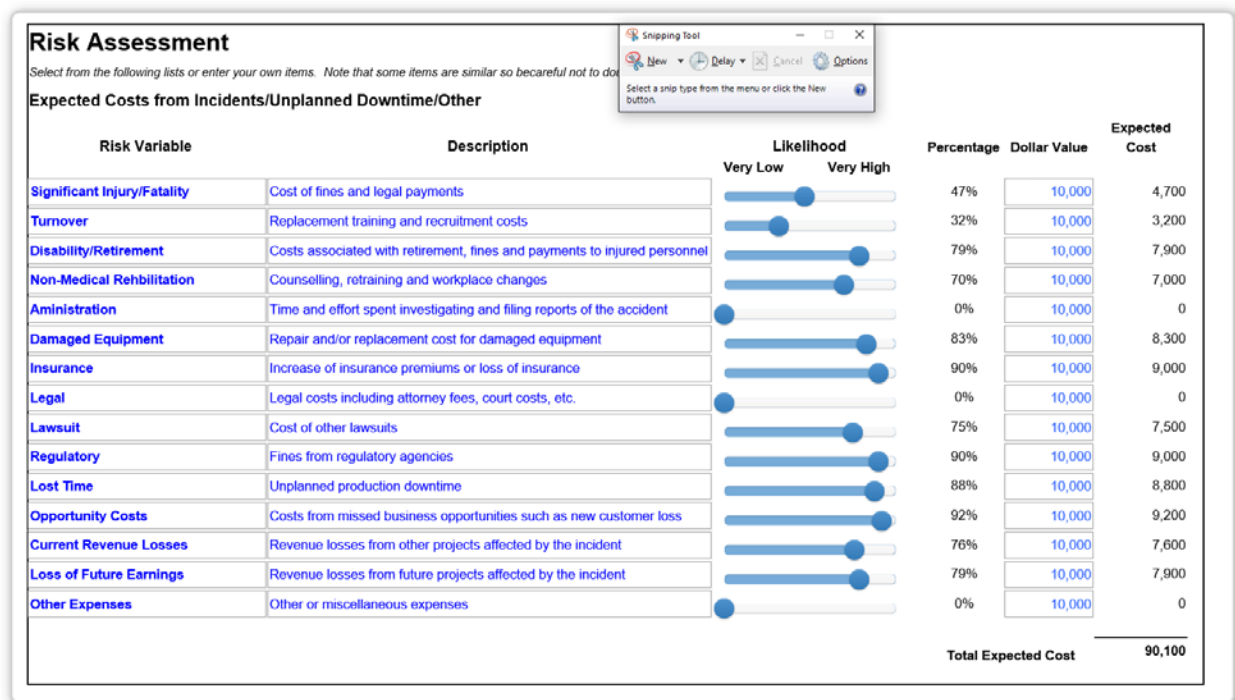 Risk Assessment
Select from the following lists or enter your own items. Note that some items are similar so becareful not to
Expected Costs from Incidents/Unplanned Downtime/Other
Snipping Tool
New Delay Cancel Options
Select a snip type from the menu or click the New
button.
Risk Variable Description Likelihood Percentage Dollar Value Expected Cost
Very Low Very High
Significant Injury/Fatality Cost of fines and legal payments 47% 10,000 4,700
Turnover Replacement training and recruitment costs 32% 10,000 3,200
Disability/Retirement Costs associated with retirement, fines and payments to injured personnel 79% 10,000 7,900
Non-Medical Rehbilitation Counselling, retraining and workplace changes 70% 10,000 7,000
Aministration Time and effort spent investigating and filing reports of the accident 0% 10,000 0
Damaged Equipment Repair and/or replacement cost for damaged equipment 83% 10,000 8,300
Insurance Increase of insurance premiums or loss of insurance 90% 10,000 9,000
Legal Legal costs including attorney fees, court costs, etc. 0% 10,000 0
Lawsuit Cost of other lawsuits 75% 10,000 7,500
Regulatory Fines from regulatory agencies 90% 10,000 9,000
Lost Time Unplanned production downtime 88% 10,000 8,800
Opportunity Costs Costs from missed business opportunities such as new customer loss 92% 10,000 9,200
Current Revenue Losses Revenue losses from other projects affected by the incident 76% 10,000 7,600
Loss of Future Earnings Revenue losses from future projects affected by the incident 79% 10,000 7,900
Other Expenses Other or miscellaneous expenses 0% 10,000 0
Total Expected Cost 90,100